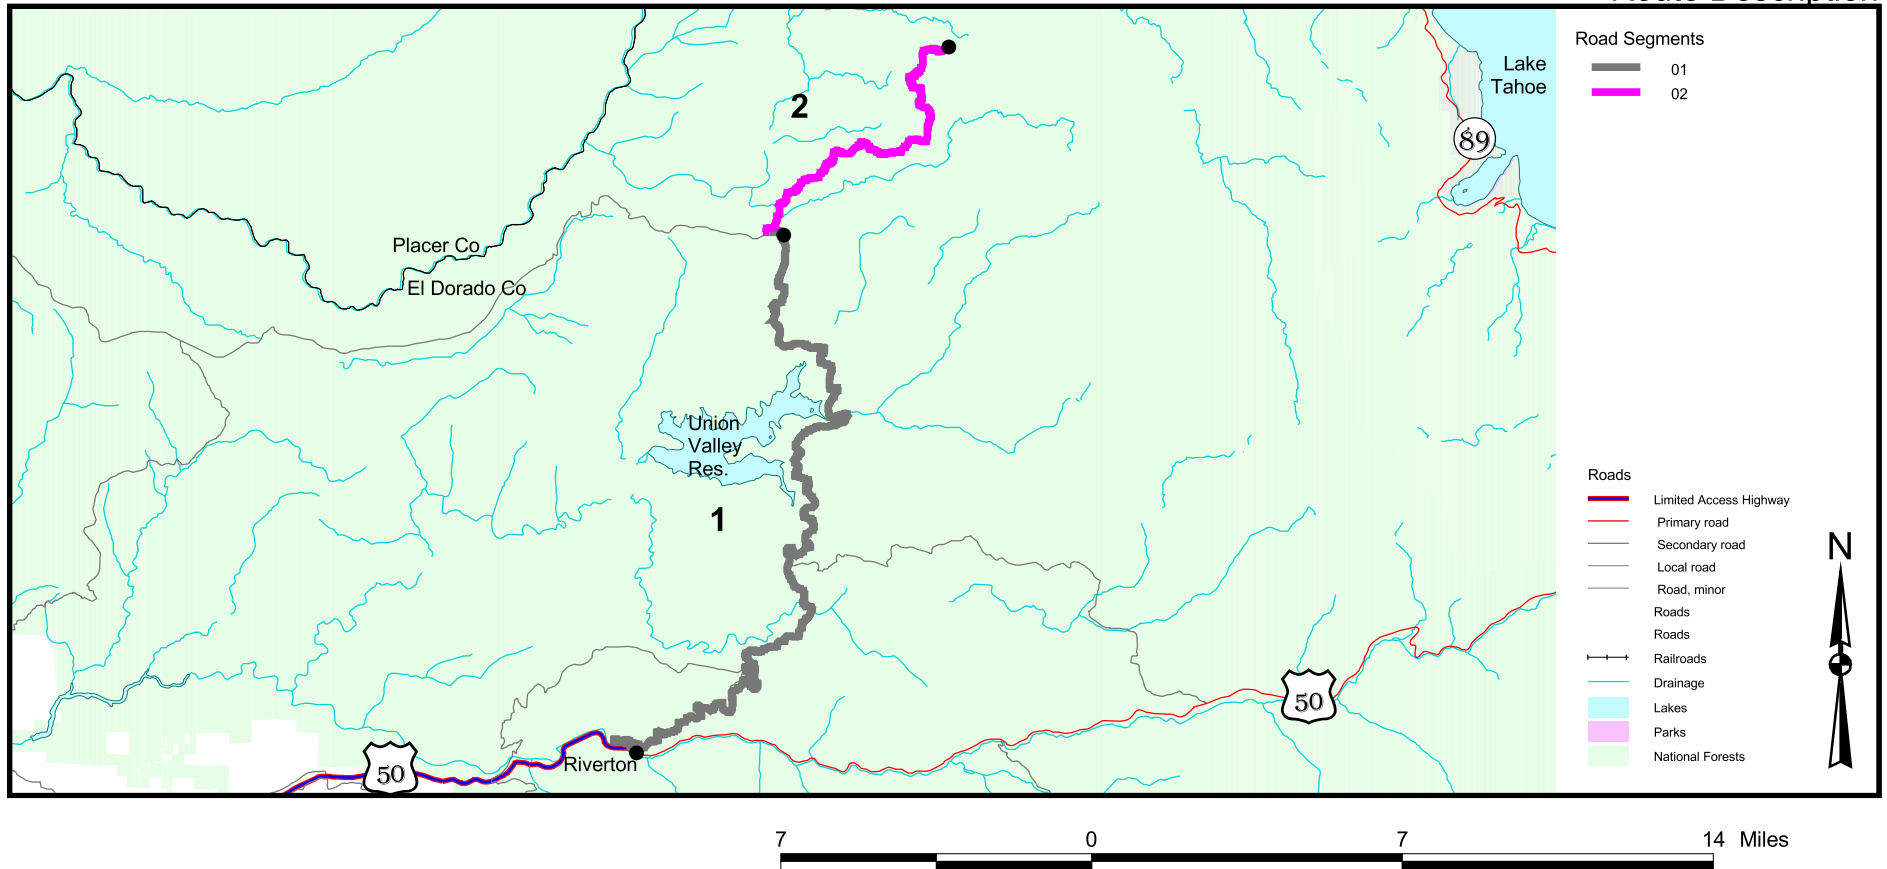 Route Description
Road Segments
01
02
Lake
Tahoe
89
2
Placer Co
El Dorado Co
Union
Valley
Res.
1
50
Riverton
50
Roads
Limited Access Highway
Primary road
Secondary road
Local road
Road, minor
Roads
Roads
Railroads
Drainage
Lakes
Parks
National Forests
N
7 0 7 14 Miles